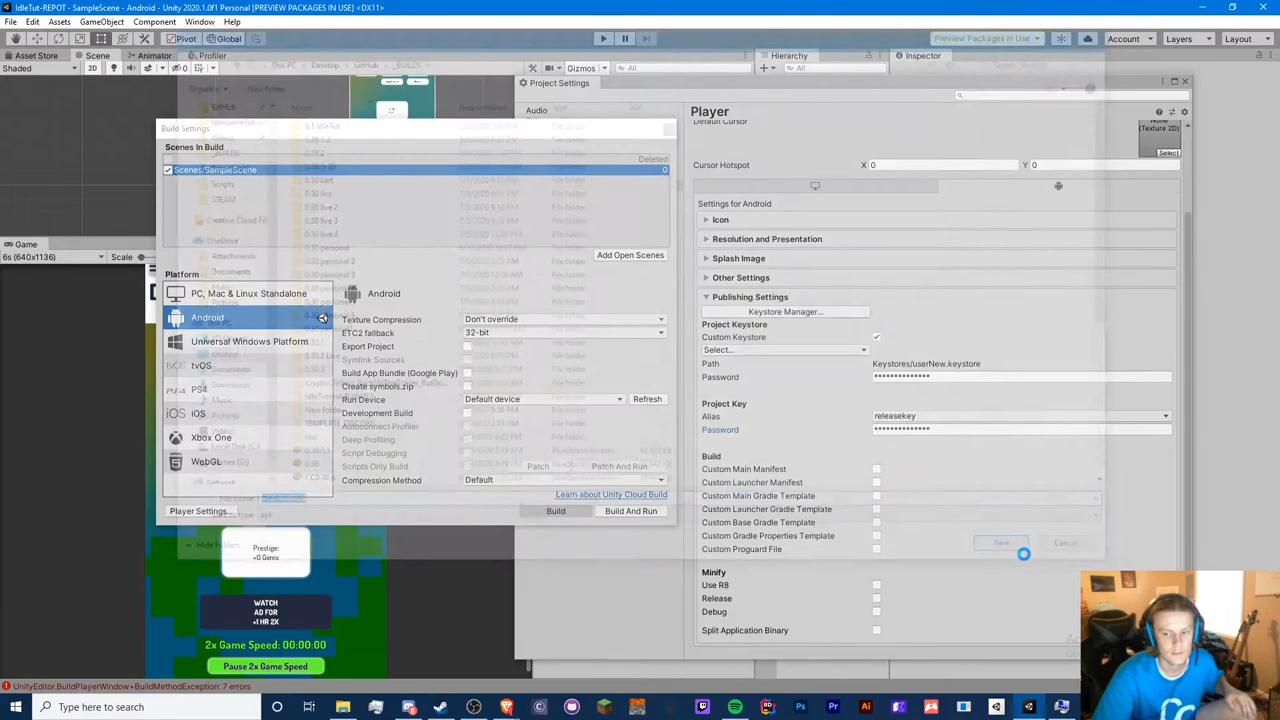 IdleTut-REPOT - SampleScene - Android - Unity 2020.1.0f1 Personal [PREVIEW PACKAGES IN USE] <DX11>
File Edit Assets GameObject Component Window Help
Pivot Global Preview Packages in Use Account Layers Layout
Asset Store Scene Animator Profiler Hierarchy Inspector
Shaded 2D 0 Gizmos All All
Project Settings
Audio
Player
Default Cursor
(Texture 2D)
Select
Cursor Hotspot X 0 Y 0
Settings for Android
Icon
Resolution and Presentation
Splash Image
Other Settings
Publishing Settings
Keystore Manager...
Project Keystore
Custom Keystore
Select...
Path Keystores/userNew.keystore
Password **************
Project Key
Alias releasekey
Password **************
Build
Custom Main Manifest
Custom Launcher Manifest
Custom Main Gradle Template
Custom Launcher Gradle Template
Custom Base Gradle Template
Custom Gradle Properties Template
Custom Proguard File
Minify
Use R8
Release
Debug
Split Application Binary
Build Settings
Scenes In Build
Deleted
Scenes/SampleScene 0
Add Open Scenes
Platform
PC, Mac & Linux Standalone
Android
Universal Windows Platform
tvOS
PS4
iOS
Xbox One
WebGL
Android
Texture Compression Don't override
ETC2 fallback 32-bit
Export Project
Symlink Sources
Build App Bundle (Google Play)
Create symbols.zip
Run Device Default device Refresh
Development Build
Autoconnect Profiler
Deep Profiling
Script Debugging
Scripts Only Build Patch Patch And Run
Compression Method Default
Learn about Unity Cloud Build
Player Settings... Build Build And Run
Hide Folders Save Cancel
Game
6s (640x1136) Scale
Prestige:
+0 Gems
WATCH
AD FOR
+1 HR 2X
2x Game Speed: 00:00:00
Pause 2x Game Speed
UnityEditor.BuildPlayerWindow+BuildMethodException: 7 errors
Type here to search